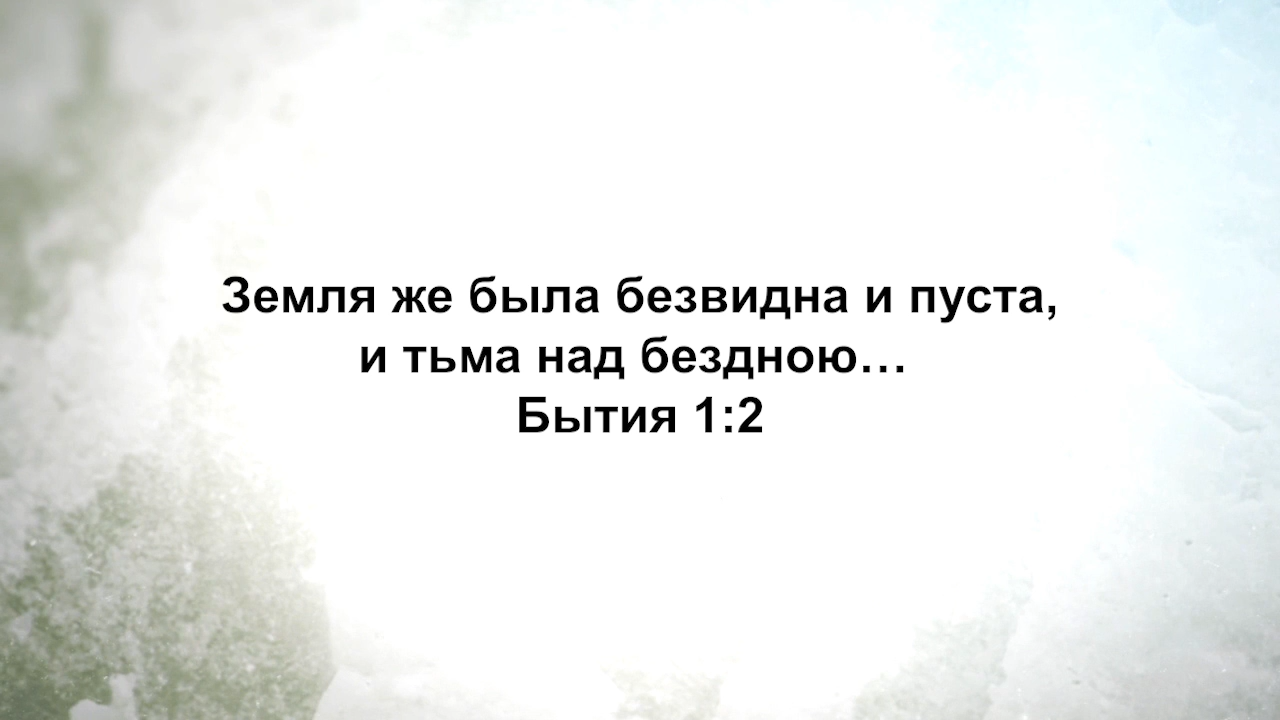 Земля же была безвидна и пуста,
и тьма над бездною…
Бытия 1:2